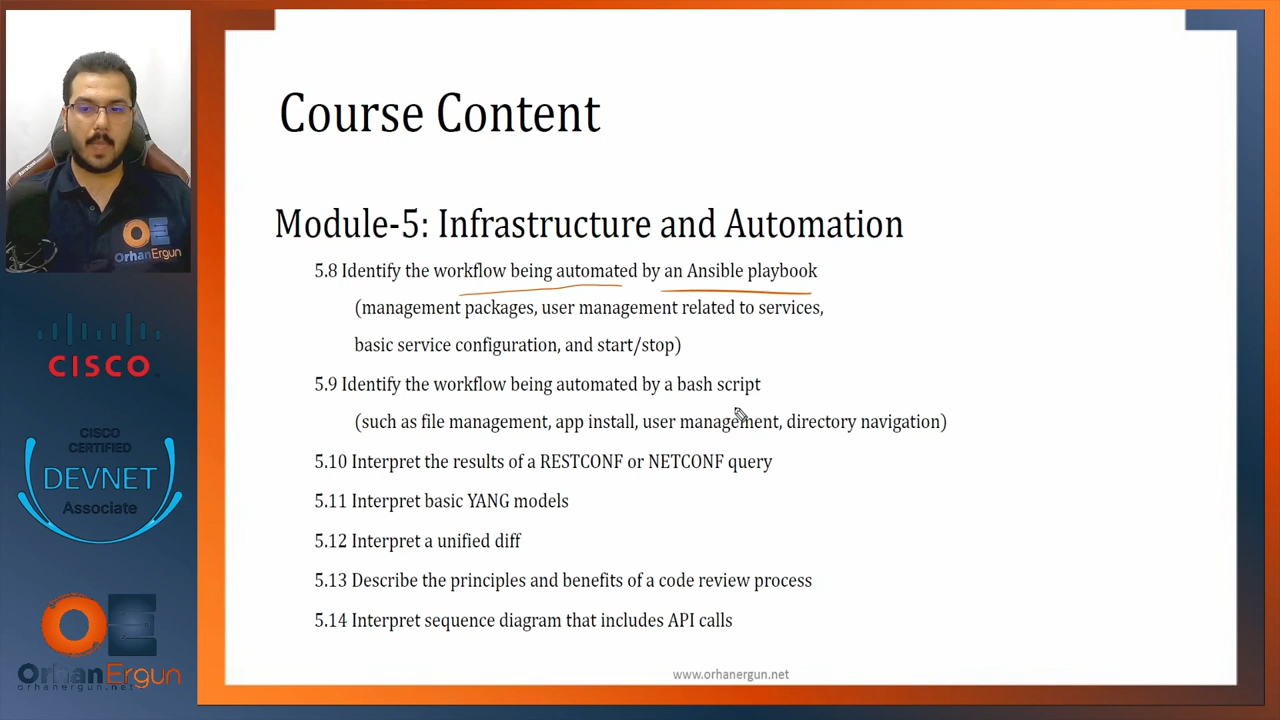 Course Content
Module-5: Infrastructure and Automation
5.8 Identify the workflow being automated by an Ansible playbook
(management packages, user management related to services,
basic service configuration, and start/stop)
5.9 Identify the workflow being automated by a bash script
(such as file management, app install, user management, directory navigation)
5.10 Interpret the results of a RESTCONF or NETCONF query
5.11 Interpret basic YANG models
5.12 Interpret a unified diff
5.13 Describe the principles and benefits of a code review process
5.14 Interpret sequence diagram that includes API calls
www.orhanergun.net
OE
OrhanErgun
CISCO
CISCO
CERTIFIED
DEVNET
Associate
OE
OrhanErgun
orhanergun.net